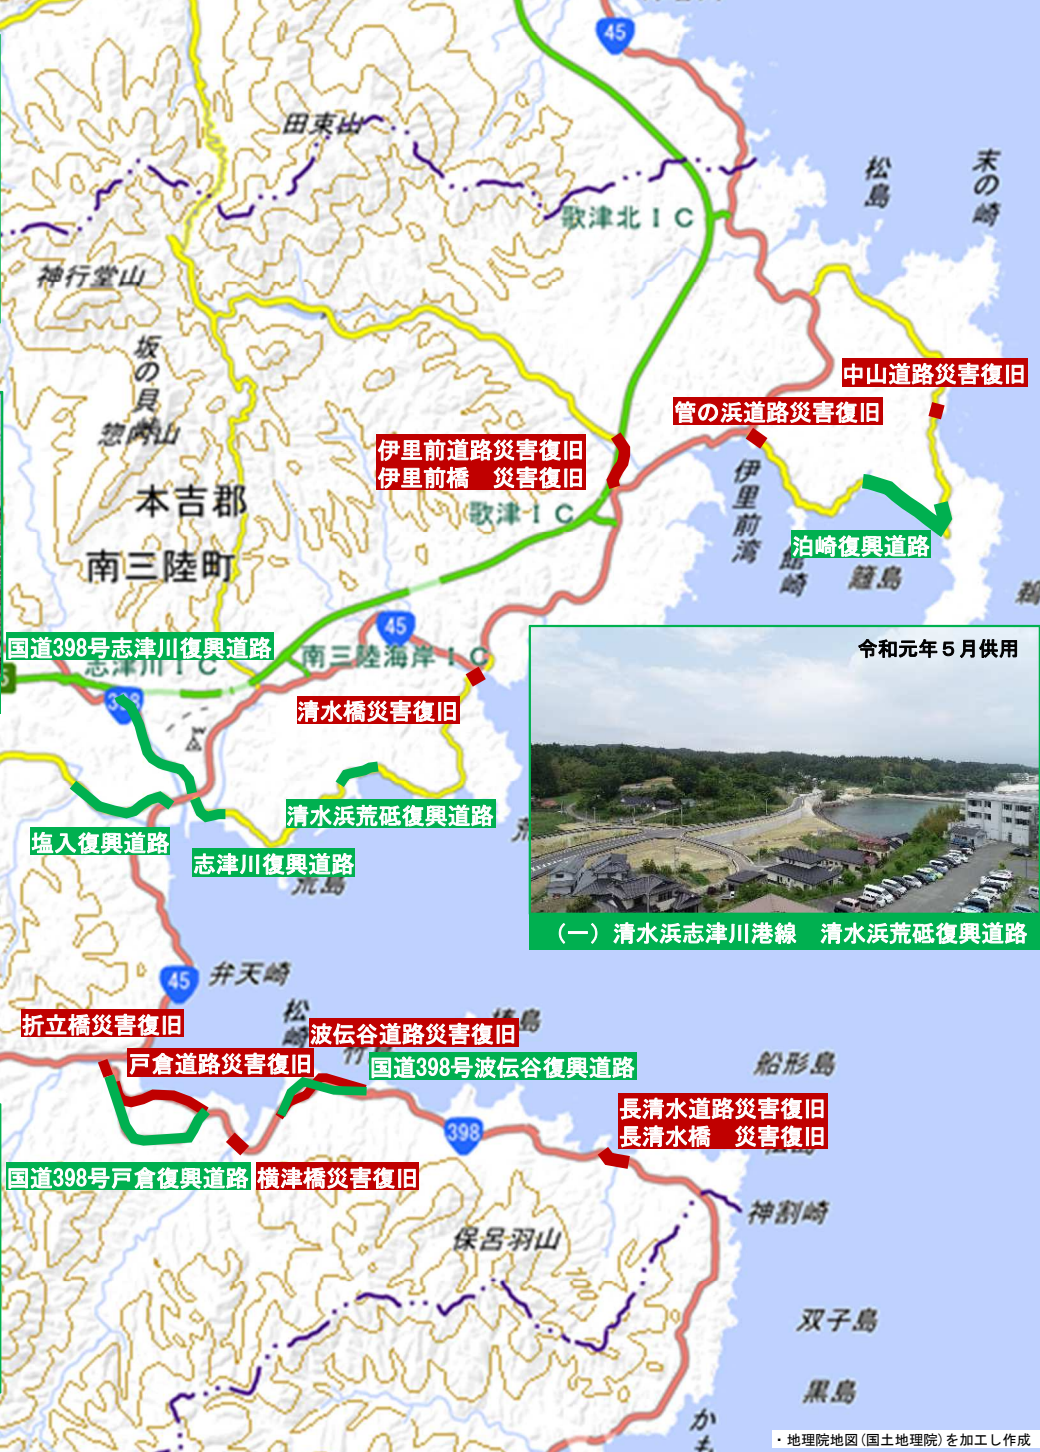 45
田束山
松島
末の崎
歌津北IC
神行堂山
坂の貝峠
中山道路災害復旧
管の浜道路災害復旧
惣内山
伊里前道路災害復旧
伊里前橋　災害復旧
伊里前湾
本吉郡
歌津IC
南三陸町
泊崎復興道路
館崎
籠島
45
国道398号志津川復興道路
志津川IC
南三陸海岸IC
令和元年5月供用
398
清水橋災害復旧
清水浜荒砥復興道路
塩入復興道路
志津川復興道路
荒島
(一)清水浜志津川港線　清水浜荒砥復興道路
45
弁天崎
松崎
折立橋災害復旧
波伝谷道路災害復旧
戸倉道路災害復旧
国道398号波伝谷復興道路
船形島
長清水道路災害復旧
長清水橋　災害復旧
398
国道398号戸倉復興道路
横津橋災害復旧
神割崎
保呂羽山
双子島
黒島
かも
・地理院地図(国土地理院)を加工し作成